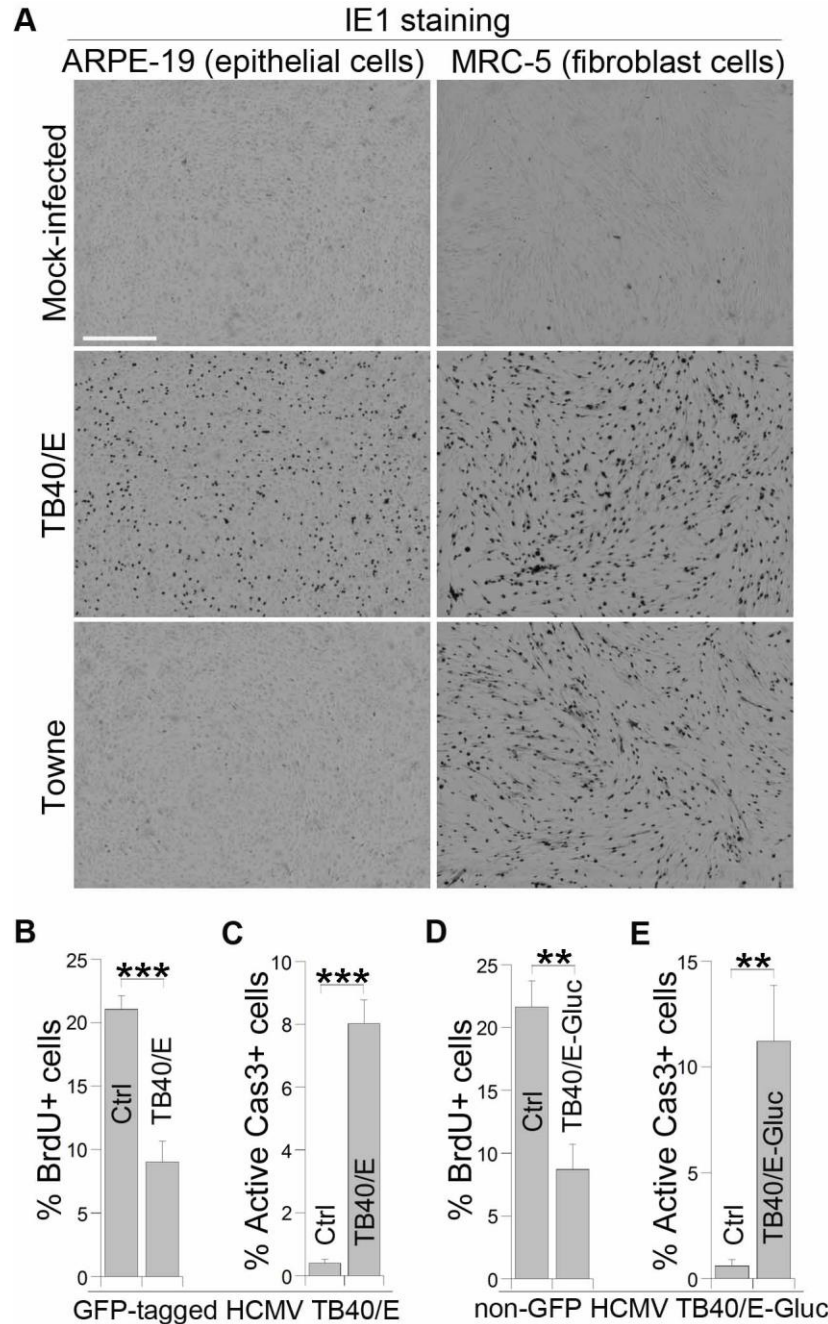 A
IE1 staining
ARPE-19 (epithelial cells) MRC-5 (fibroblast cells)
Mock-infected
TB40/E
Towne
B
% BrdU+ cells
25
20
15
10
5
0
***
Ctrl
TB40/E
C
% Active Cas3+ cells
10
8
6
4
2
0
***
Ctrl
TB40/E
GFP-tagged HCMV TB40/E
D
% BrdU+ cells
25
20
15
10
5
0
**
Ctrl
TB40/E-Gluc
E
% Active Cas3+ cells
15
10
5
0
**
Ctrl
TB40/E-Gluc
non-GFP HCMV TB40/E-Gluc